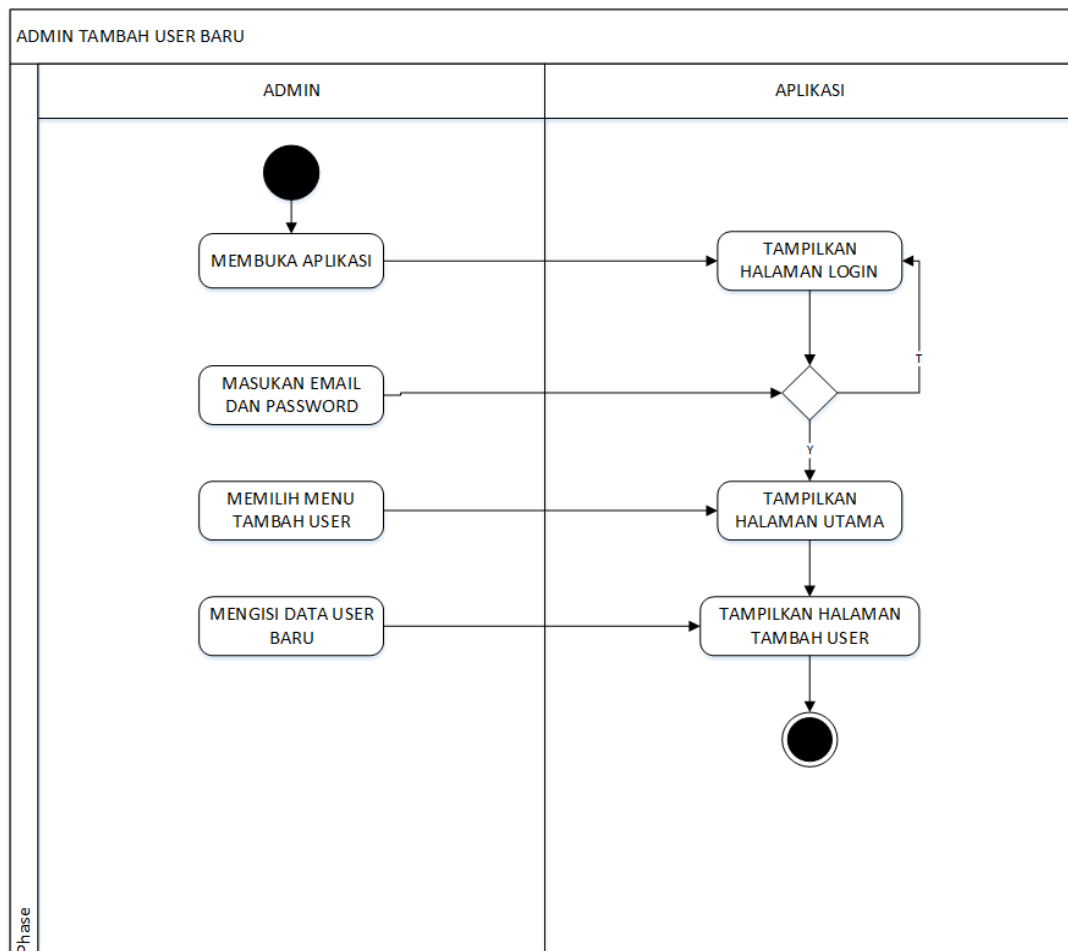 ADMIN TAMBAH USER BARU
ADMIN
APLIKASI
MEMBUKA APLIKASI
TAMPILKAN
HALAMAN LOGIN
T
MASUKAN EMAIL
DAN PASSWORD
Y
MEMILIH MENU
TAMBAH USER
TAMPILKAN
HALAMAN UTAMA
MENGISI DATA USER
BARU
TAMPILKAN HALAMAN
TAMBAH USER
Phase